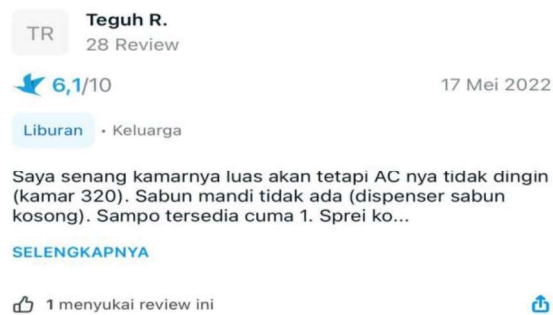 TR
Teguh R.
28 Review
6,1/10
17 Mei 2022
Liburan • Keluarga
Saya senang kamarnya luas akan tetapi AC nya tidak dingin
(kamar 320). Sabun mandi tidak ada (dispenser sabun
kosong). Sampo tersedia cuma 1. Sprei ko...
SELENGKAPNYA
1 menyukai review ini